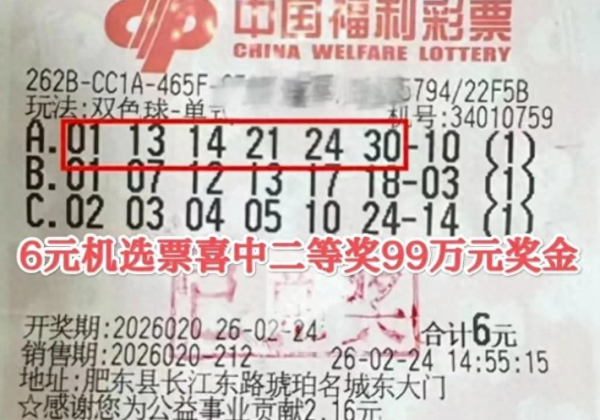 中国福利彩票
CHINA WELFARE LOTTERY
262B-CC1A-465F- 5794/22F5B
玩法:双色球-单式 机号:34010759
A.01 13 14 21 24 30-10 (1)
B.01 07 12 13 17 18-03 (1)
C.02 03 04 05 10 24-14 (1)
6元机选票喜中二等奖99万元奖金
已兑
开奖期:2026020 26-02-24 合计6元
销售期:2026020-212 26-02-24 14:55:15
地址:肥东县长江东路琥珀名城东大门
☆感谢您为公益事业贡献2.16元